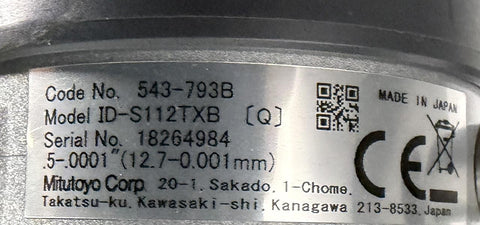 Code No. 543-793B
Model ID-S112TXB [Q]
Serial No. 18264984
.5-.0001"(12.7-0.001mm)
Mitutoyo Corp. 20-1, Sakado, 1-Chome,
Takatsu-ku, Kawasaki-shi, Kanagawa 213-8533, Japan
MADE IN JAPAN
CE